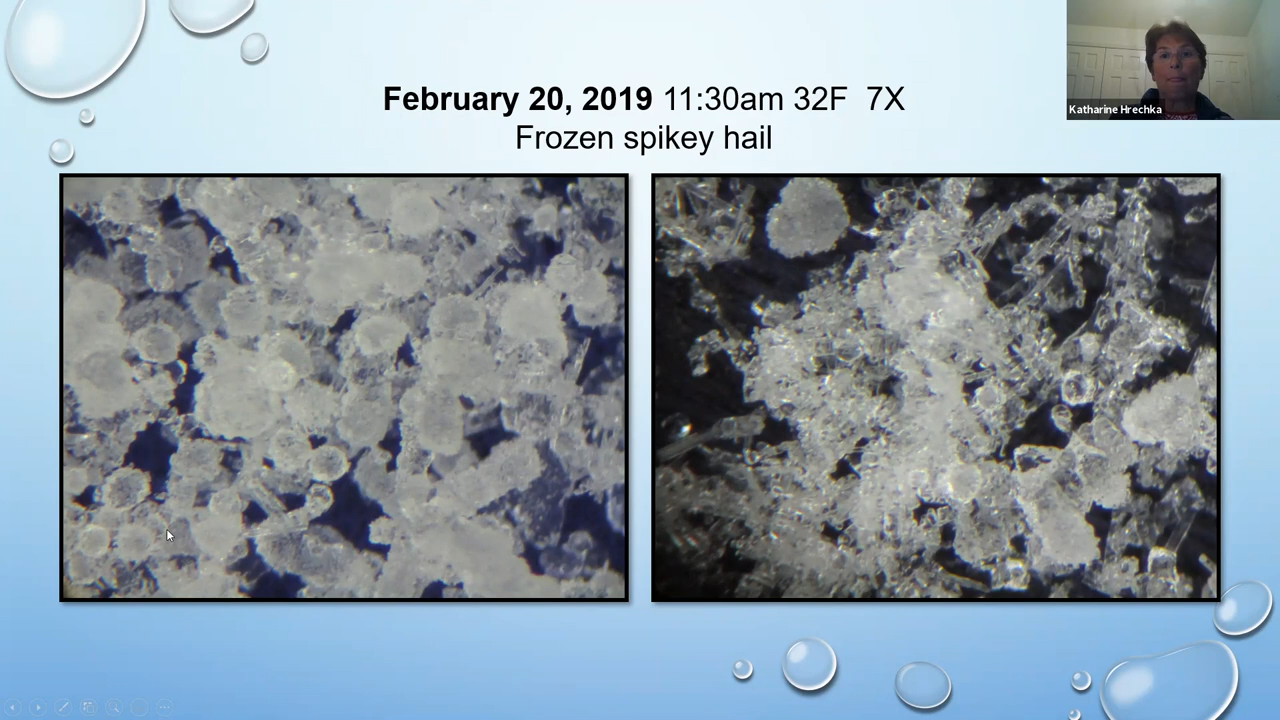 February 20, 2019 11:30am 32F 7X
Frozen spikey hail
Katharine Hrechka